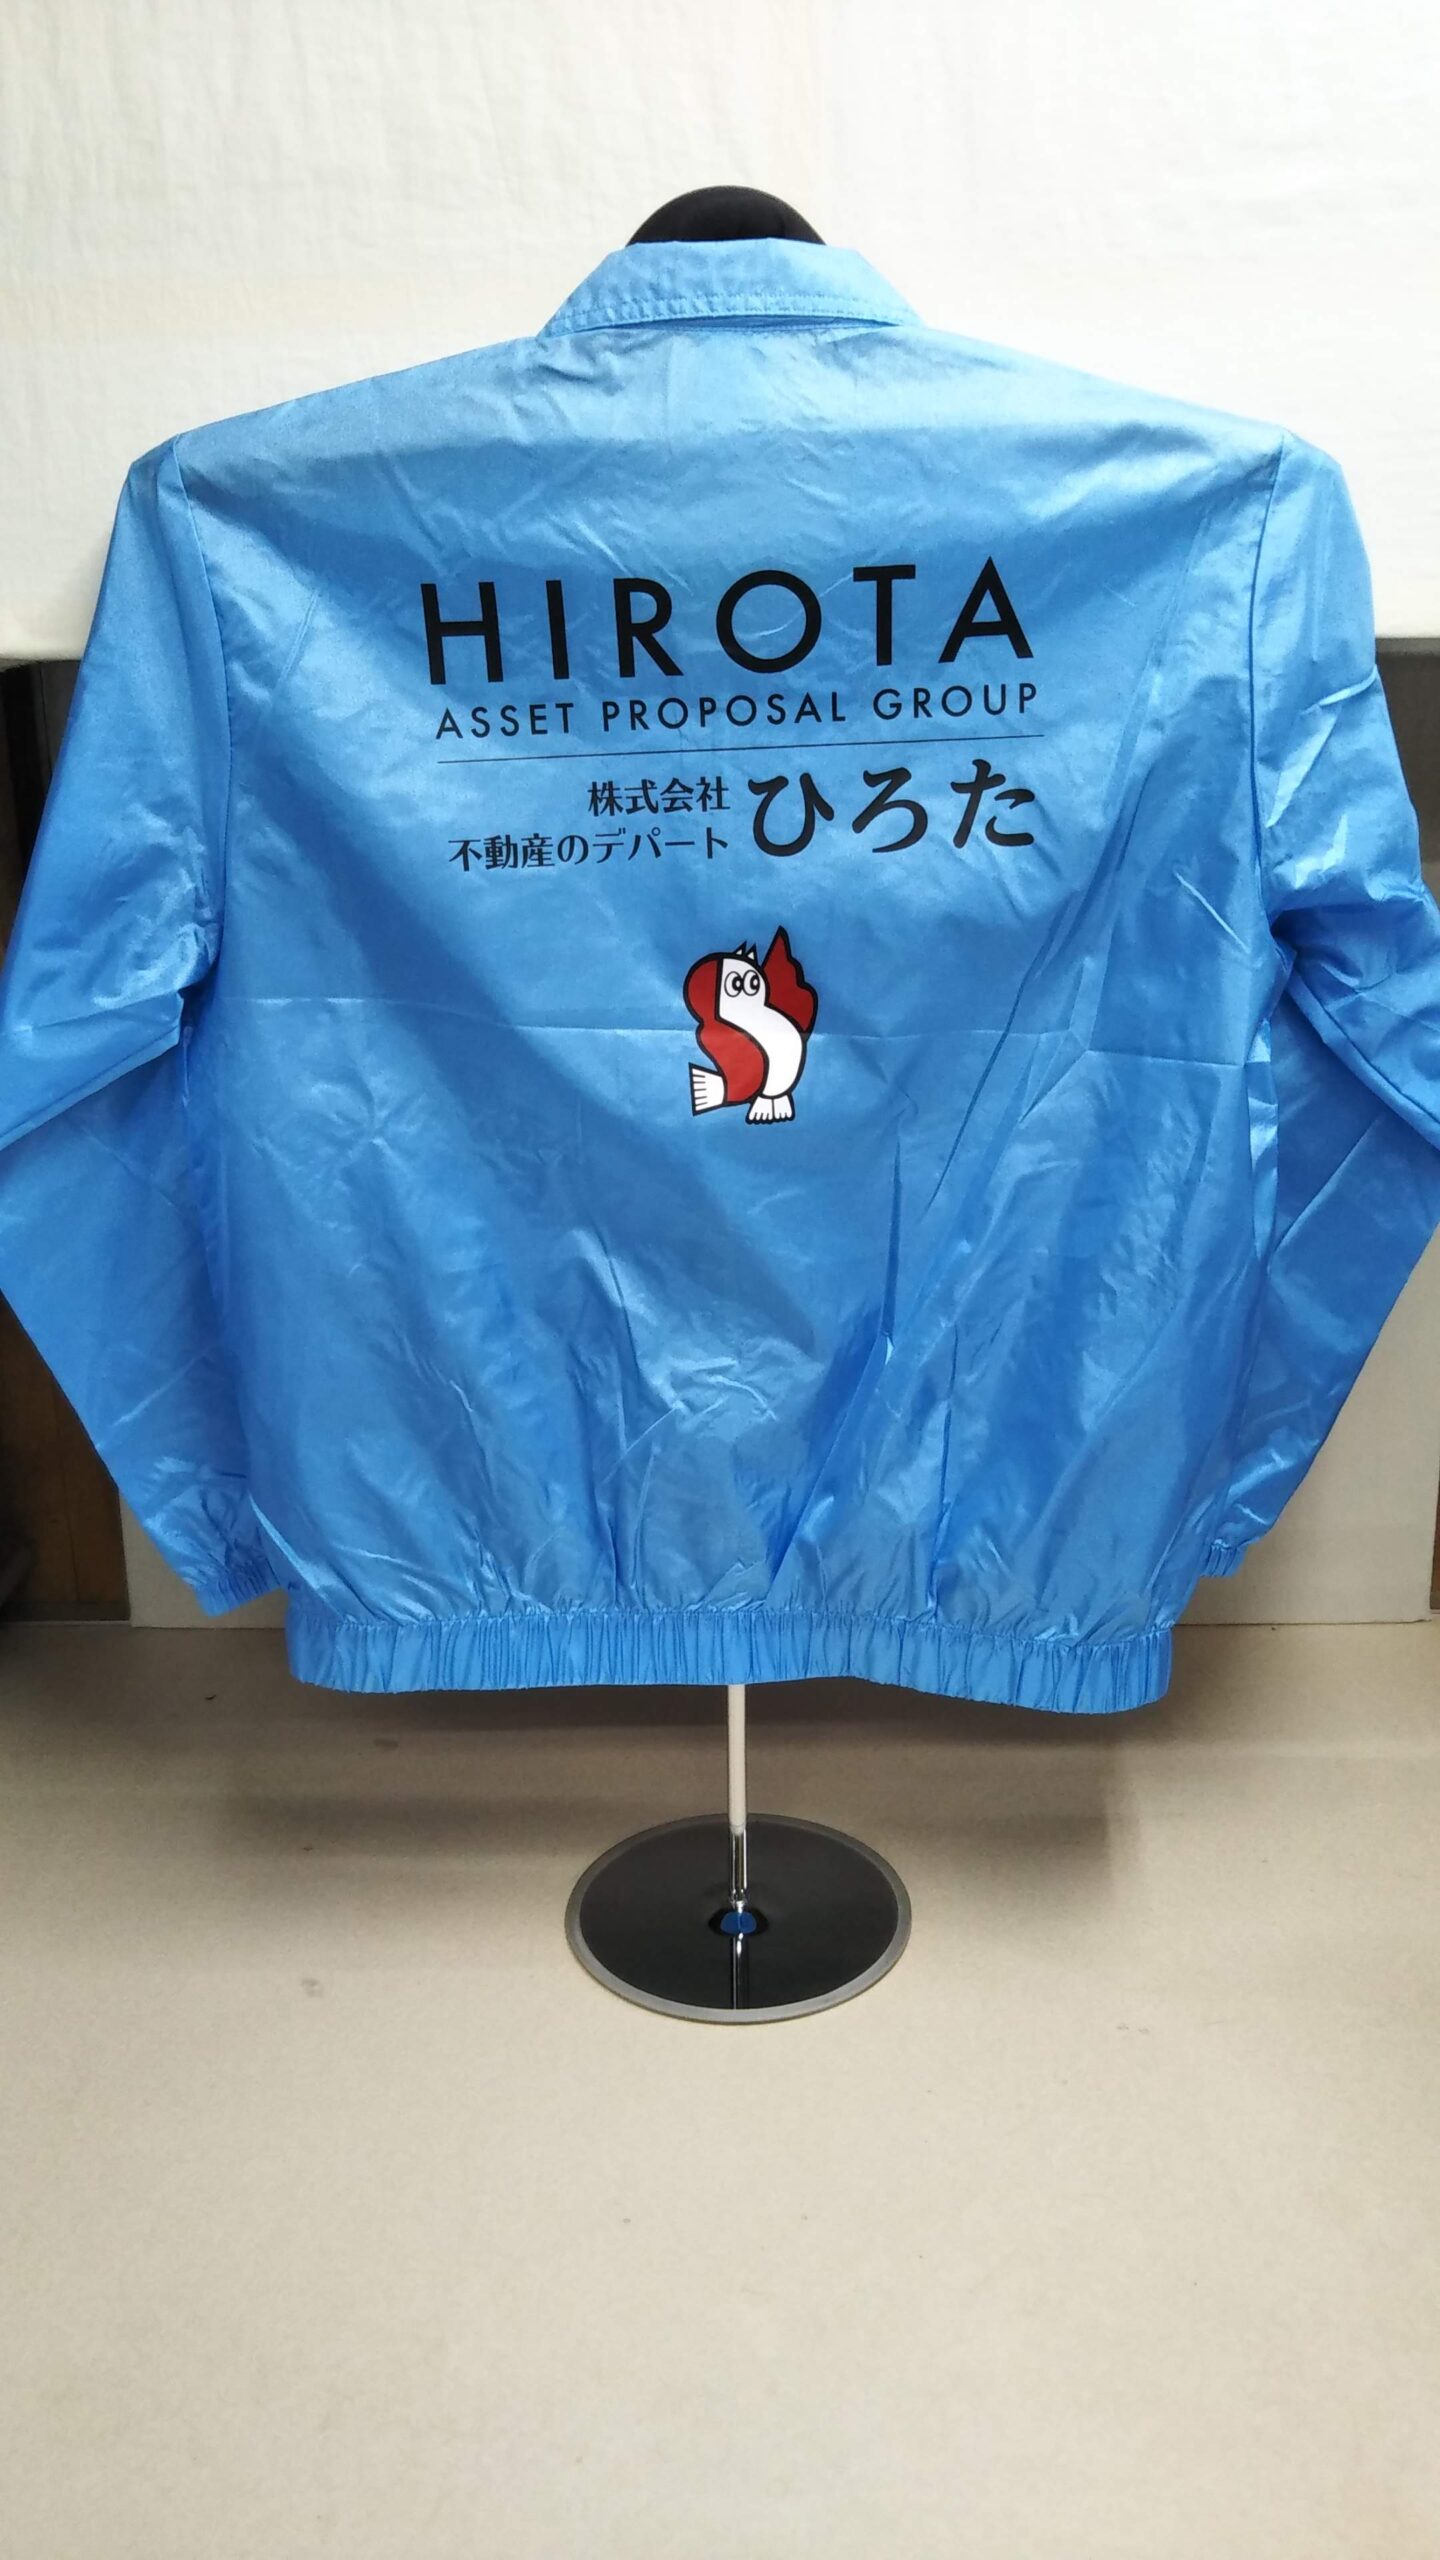 HIROTA
ASSET PROPOSAL GROUP
株式会社
不動産のデパート
ひろた